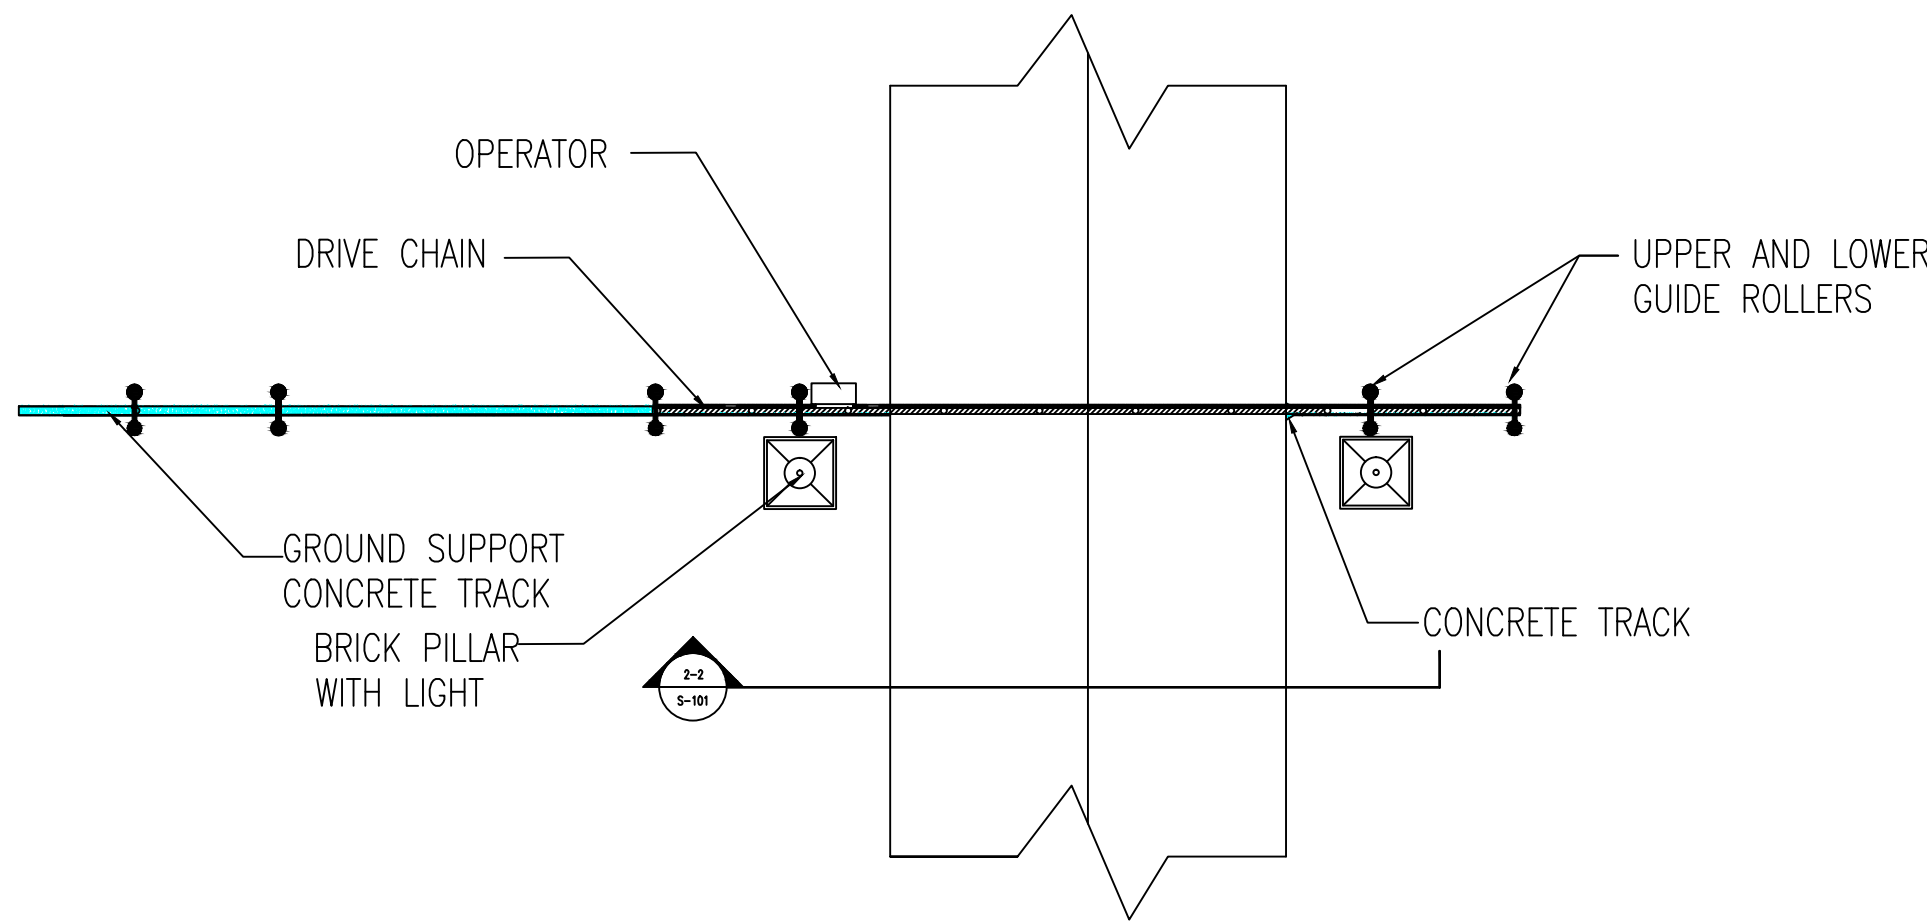 OPERATOR
DRIVE CHAIN
UPPER AND LOWER
GUIDE ROLLERS
GROUND SUPPORT
CONCRETE TRACK
BRICK PILLAR
WITH LIGHT
CONCRETE TRACK
2-2
S-101